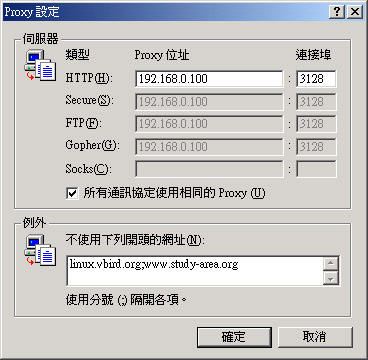 Proxy 設定
伺服器
類型 Proxy 位址 連接埠
HTTP(H): 192.168.0.100 : 3128
Secure(S): 192.168.0.100 : 3128
FTP(F): 192.168.0.100 : 3128
Gopher(G): 192.168.0.100 : 3128
Socks(C): :
所有通訊協定使用相同的 Proxy (U)
例外
不使用下列開頭的網址(N):
linux.vbird.org;www.study-area.org
使用分號 (;) 隔開各項。
確定 取消